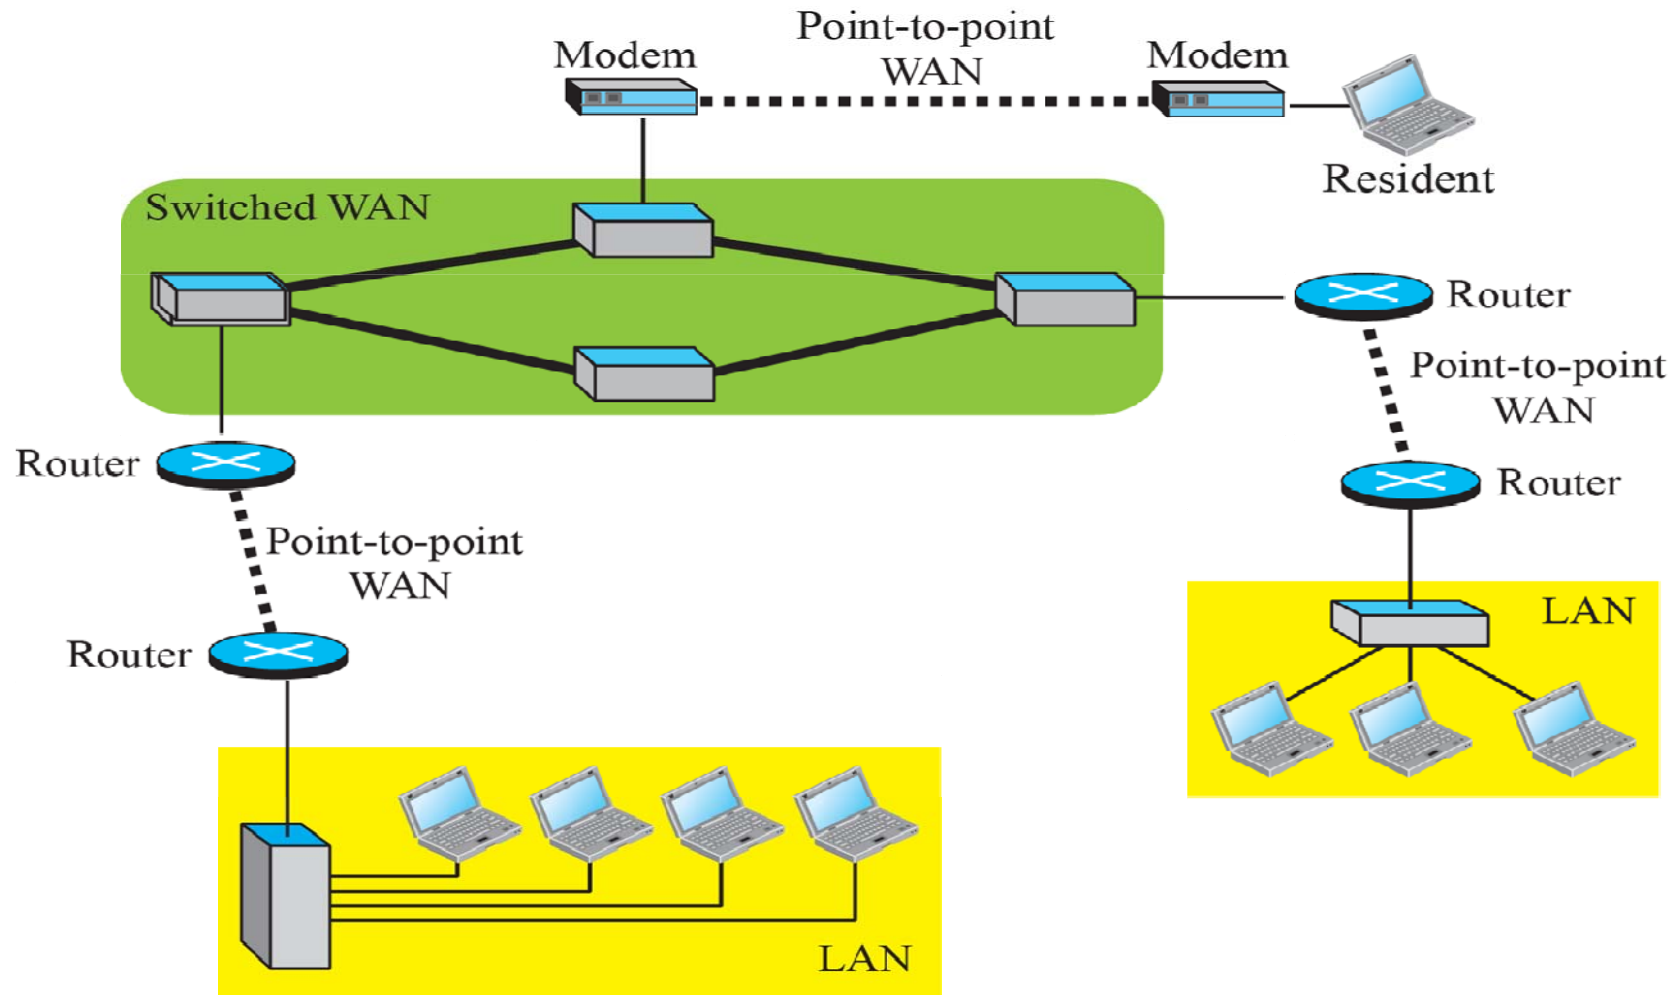 Point-to-point
WAN
Modem
Modem
Resident
Switched WAN
Router
Point-to-point
WAN
Router
Router
Point-to-point
WAN
Router
LAN
LAN